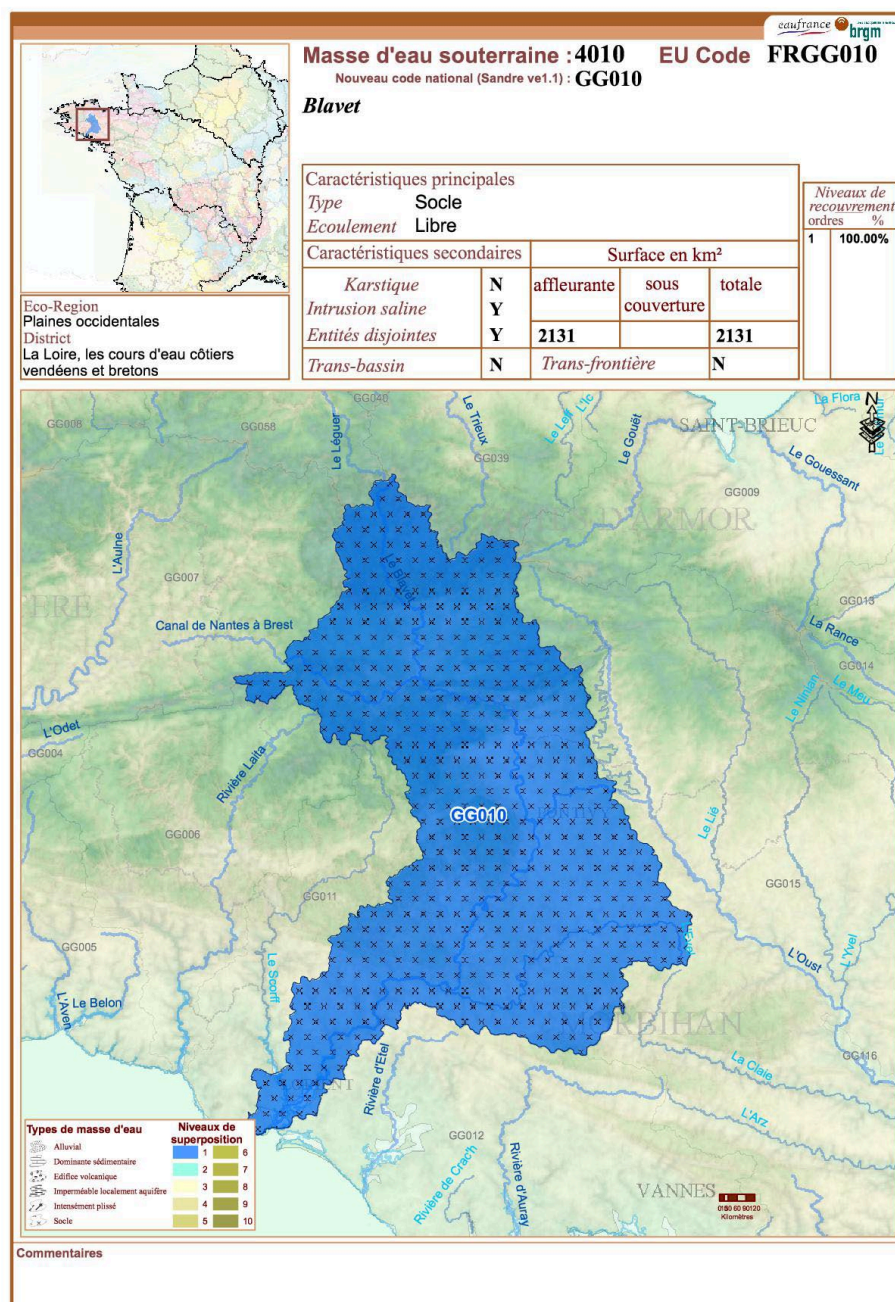 eaufrance brgm
Masse d'eau souterraine : 4010 EU Code FRGG010
Nouveau code national (Sandre ve1.1) : GG010
Blavet
Caractéristiques principales
Type Socle
Ecoulement Libre
Caractéristiques secondaires Surface en km²
Karstique N affleurante sous couverture totale
Intrusion saline Y
Entités disjointes Y 2131 2131
Trans-bassin N Trans-frontière N
Niveaux de
recouvrement
ordres %
1 100.00%
Eco-Region
Plaines occidentales
District
La Loire, les cours d'eau côtiers
vendéens et bretons
GG040
La Flora
N
GG008
GG058
Le Léguer
Le Trieux
Le Leff
L'Ic
Le Gouët
SAINT-BRIEUC
Le Gouessant
GG039
GG009
D'ARMOR
L'Aulne
GG007
Le Blavet
ERE
Canal de Nantes à Brest
GG013
La Rance
GG014
Le Meu
Le Ninian
L'Odet
GG004
Rivière Laïta
GG010
Le Lié
GG006
GG011
GG015
GG005
L'Yvel
L'Oust
Le Scorff
L'Aven
Le Belon
MORBIHAN
GG116
La Claie
Rivière d'Etel
L'Arz
GG012
Rivière de Crac'h
Rivière d'Auray
VANNES
Kilomètres
Types de masse d'eau
Alluvial
Dominante sédimentaire
Edifice volcanique
Imperméable localement aquifère
Intensément plissé
Socle
Niveaux de
superposition
1 6
2 7
3 8
4 9
5 10
Commentaires